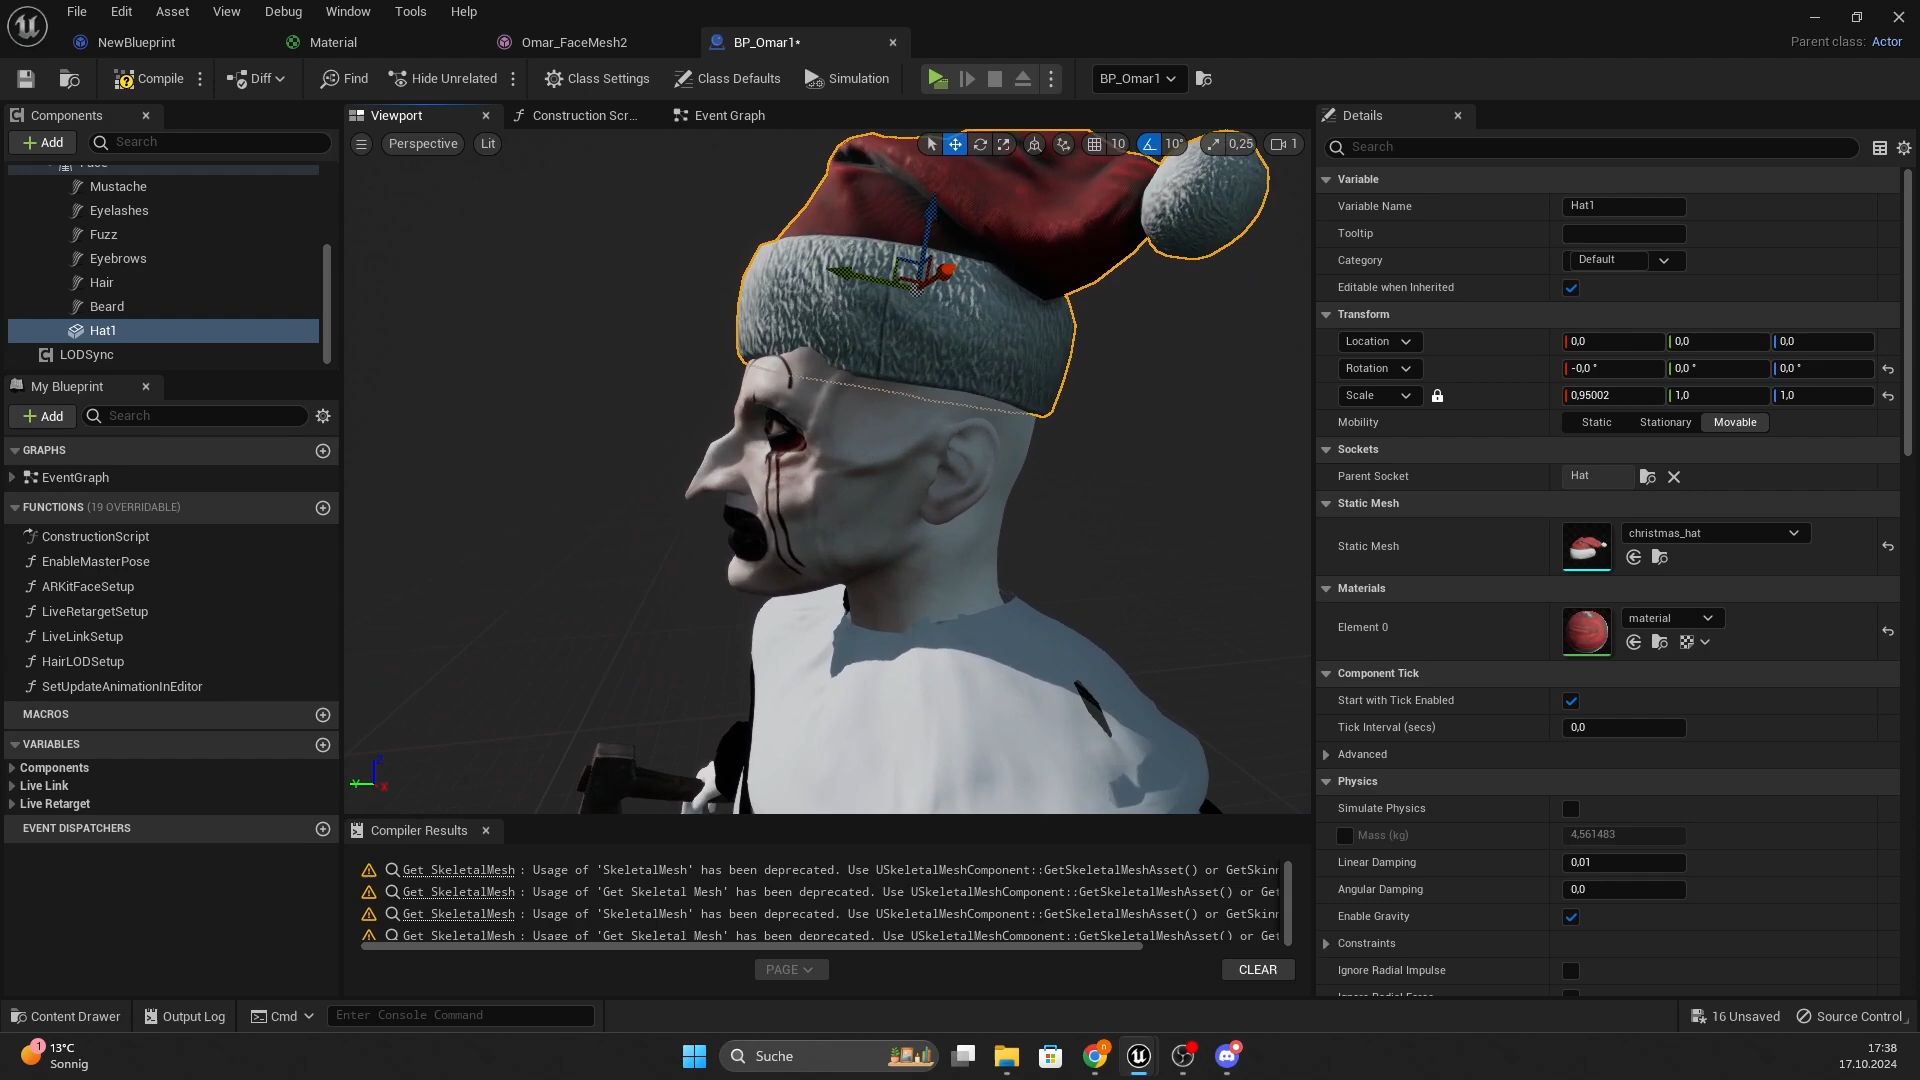 File Edit Asset View Debug Window Tools Help
NewBlueprint Material Omar_FaceMesh2 BP_Omar1*
Parent class: Actor
Compile Diff Find Hide Unrelated Class Settings Class Defaults Simulation BP_Omar1
Components
Add Search
Mustache
Eyelashes
Fuzz
Eyebrows
Hair
Beard
Hat1
LODSync
My Blueprint
Add Search
GRAPHS
EventGraph
FUNCTIONS (19 OVERRIDABLE)
ConstructionScript
EnableMasterPose
ARKitFaceSetup
LiveRetargetSetup
LiveLinkSetup
HairLODSetup
SetUpdateAnimationInEditor
MACROS
VARIABLES
Components
Live Link
Live Retarget
EVENT DISPATCHERS
Viewport Construction Scr... Event Graph
Perspective Lit 10 10° 0,25 1
Compiler Results
Get SkeletalMesh : Usage of 'SkeletalMesh' has been deprecated. Use USkeletalMeshComponent::GetSkeletalMeshAsset() or GetSkin
Get SkeletalMesh : Usage of 'Get Skeletal Mesh' has been deprecated. Use USkeletalMeshComponent::GetSkeletalMeshAsset() or Get
Get SkeletalMesh : Usage of 'SkeletalMesh' has been deprecated. Use USkeletalMeshComponent::GetSkeletalMeshAsset() or GetSkin
Get SkeletalMesh : Usage of 'Get Skeletal Mesh' has been deprecated. Use USkeletalMeshComponent::GetSkeletalMeshAsset() or Get
PAGE CLEAR
Details
Search
Variable
Variable Name Hat1
Tooltip
Category Default
Editable when Inherited
Transform
Location 0,0 0,0 0,0
Rotation -0,0 ° 0,0 ° 0,0 °
Scale 0,95002 1,0 1,0
Mobility Static Stationary Movable
Sockets
Parent Socket Hat
Static Mesh
Static Mesh christmas_hat
Materials
Element 0 material
Component Tick
Start with Tick Enabled
Tick Interval (secs) 0,0
Advanced
Physics
Simulate Physics
Mass (kg) 4,561483
Linear Damping 0,01
Angular Damping 0,0
Enable Gravity
Constraints
Ignore Radial Impulse
Content Drawer Output Log Cmd Enter Console Command 16 Unsaved Source Control
1 13°C
Sonnig
Suche
17:38
17.10.2024